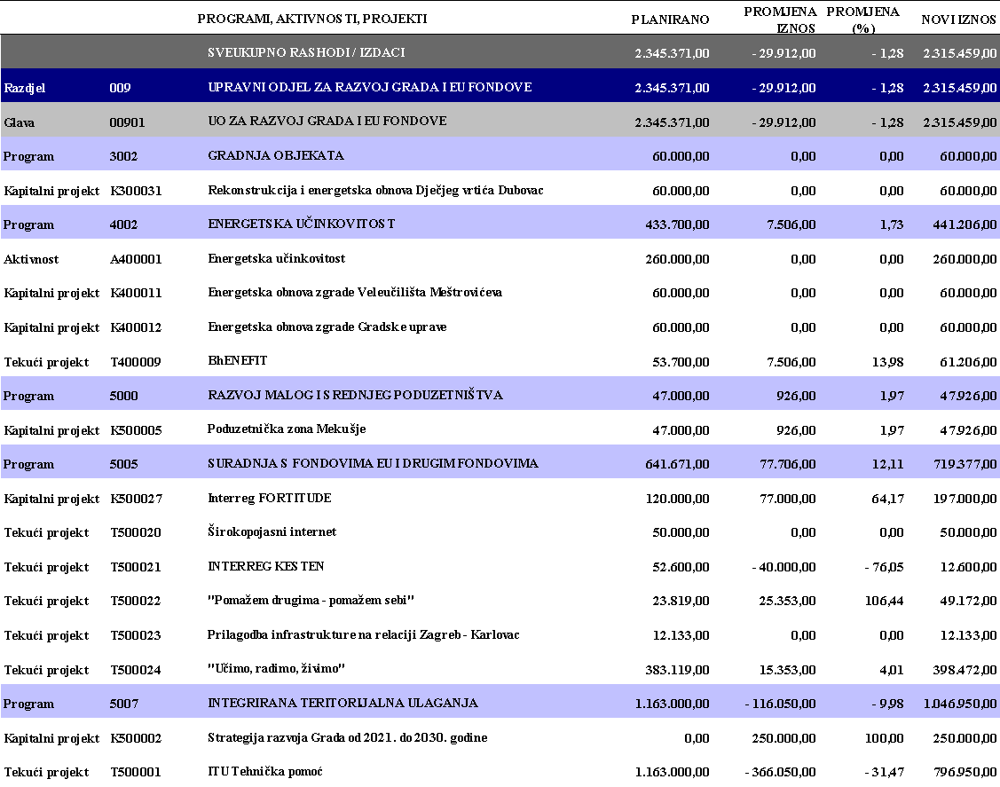 PROGRAMI, AKTIVNOSTI, PROJEKTI PLANIRANO PROMJENA IZNOS PROMJENA (%) NOVI IZNOS
SVEUKUPNO RASHODI / IZDACI 2.345.371,00 - 29.912,00 - 1,28 2.315.459,00
Razdjel 009 UPRAVNI ODJEL ZA RAZVOJ GRADA I EU FONDOVE 2.345.371,00 - 29.912,00 - 1,28 2.315.459,00
Glava 00901 UO ZA RAZVOJ GRADA I EU FONDOVE 2.345.371,00 - 29.912,00 - 1,28 2.315.459,00
Program 3002 GRADNJA OBJEKATA 60.000,00 0,00 0,00 60.000,00
Kapitalni projekt K300031 Rekonstrukcija i energetska obnova Dječjeg vrtića Dubovac 60.000,00 0,00 0,00 60.000,00
Program 4002 ENERGETSKA UČINKOVITOST 433.700,00 7.506,00 1,73 441.206,00
Aktivnost A400001 Energetska učinkovitost 260.000,00 0,00 0,00 260.000,00
Kapitalni projekt K400011 Energetska obnova zgrade Veleučilišta Meštrovićeva 60.000,00 0,00 0,00 60.000,00
Kapitalni projekt K400012 Energetska obnova zgrade Gradske uprave 60.000,00 0,00 0,00 60.000,00
Tekući projekt T400009 BhENEFIT 53.700,00 7.506,00 13,98 61.206,00
Program 5000 RAZVOJ MALOG I SREDNJEG PODUZETNIŠTVA 47.000,00 926,00 1,97 47.926,00
Kapitalni projekt K500005 Poduzetnička zona Mekušje 47.000,00 926,00 1,97 47.926,00
Program 5005 SURADNJA S FONDOVIMA EU I DRUGIM FONDOVIMA 641.671,00 77.706,00 12,11 719.377,00
Kapitalni projekt K500027 Interreg FORTITUDE 120.000,00 77.000,00 64,17 197.000,00
Tekući projekt T500020 Širokopojasni internet 50.000,00 0,00 0,00 50.000,00
Tekući projekt T500021 INTERREG KESTEN 52.600,00 - 40.000,00 - 76,05 12.600,00
Tekući projekt T500022 "Pomažem drugima - pomažem sebi" 23.819,00 25.353,00 106,44 49.172,00
Tekući projekt T500023 Prilagodba infrastrukture na relaciji Zagreb - Karlovac 12.133,00 0,00 0,00 12.133,00
Tekući projekt T500024 "Učimo, radimo, živimo" 383.119,00 15.353,00 4,01 398.472,00
Program 5007 INTEGRIRANA TERITORIJALNA ULAGANJA 1.163.000,00 - 116.050,00 - 9,98 1.046.950,00
Kapitalni projekt K500002 Strategija razvoja Grada od 2021. do 2030. godine 0,00 250.000,00 100,00 250.000,00
Tekući projekt T500001 ITU Tehnička pomoć 1.163.000,00 - 366.050,00 - 31,47 796.950,00